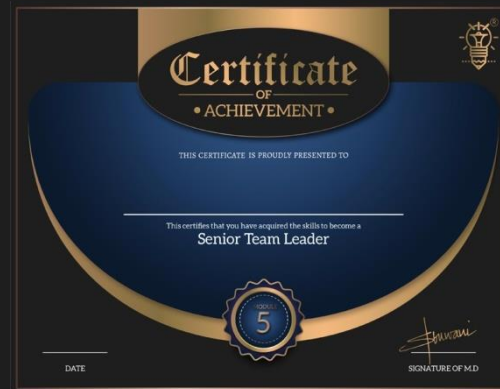 Certificate
OF
• ACHIEVEMENT •
THIS CERTIFICATE IS PROUDLY PRESENTED TO
This certifies that you have acquired the skills to become a
Senior Team Leader
MODULE
5
DATE
SIGNATURE OF M.D